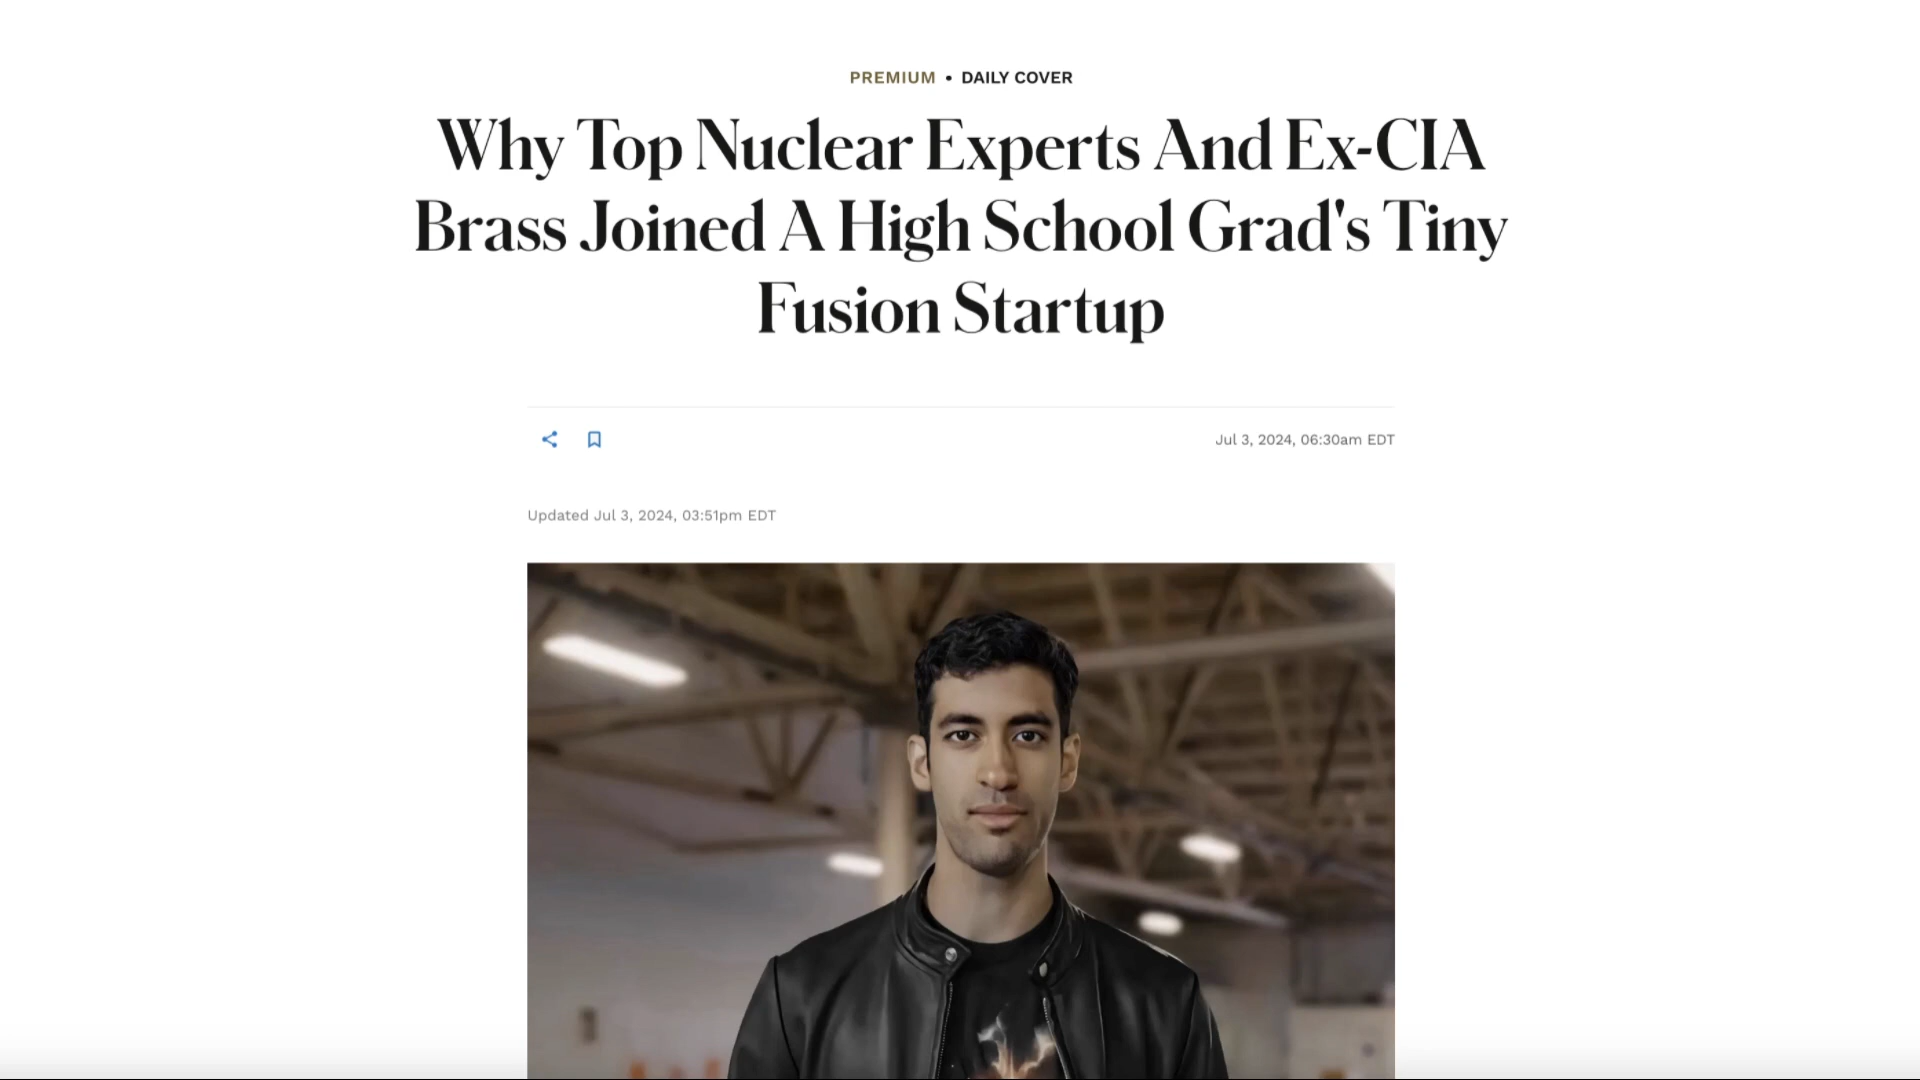 PREMIUM • DAILY COVER
Why Top Nuclear Experts And Ex-CIA
Brass Joined A High School Grad's Tiny
Fusion Startup
Jul 3, 2024, 06:30am EDT
Updated Jul 3, 2024, 03:51pm EDT